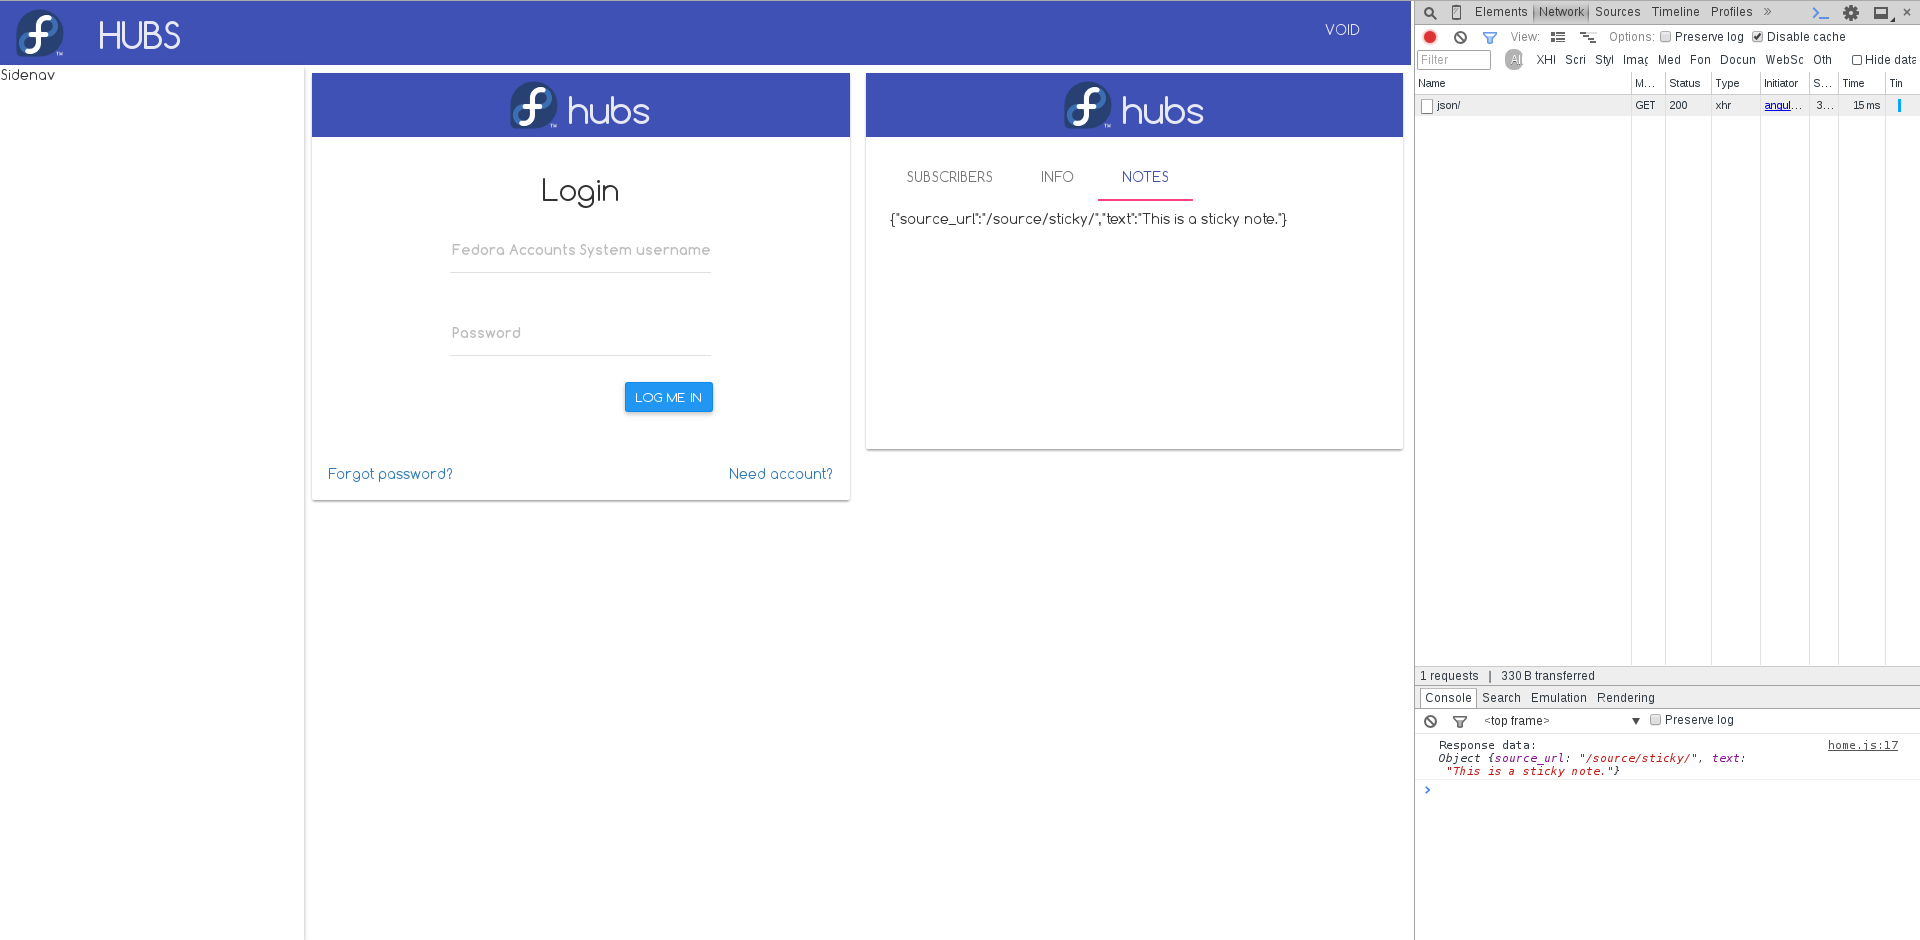 HUBS
VOID
Sidenav
hubs
Login
Fedora Accounts System username
Password
LOG ME IN
Forgot password?
Need account?
hubs
SUBSCRIBERS INFO NOTES
{"source_url":"/source/sticky/","text":"This is a sticky note."}
Elements Network Sources Timeline Profiles »
View: Options: Preserve log Disable cache
Filter All XHI Scri Styl Imag Med Fon Docun WebSc Oth Hide data
Name M... Status Type Initiator S... Time Tin
json/ GET 200 xhr angul... 3... 15 ms
1 requests | 330 B transferred
Console Search Emulation Rendering
<top frame> ▼ Preserve log
Response data: home.js:17
Object {source_url: "/source/sticky/", text:
"This is a sticky note."}
>